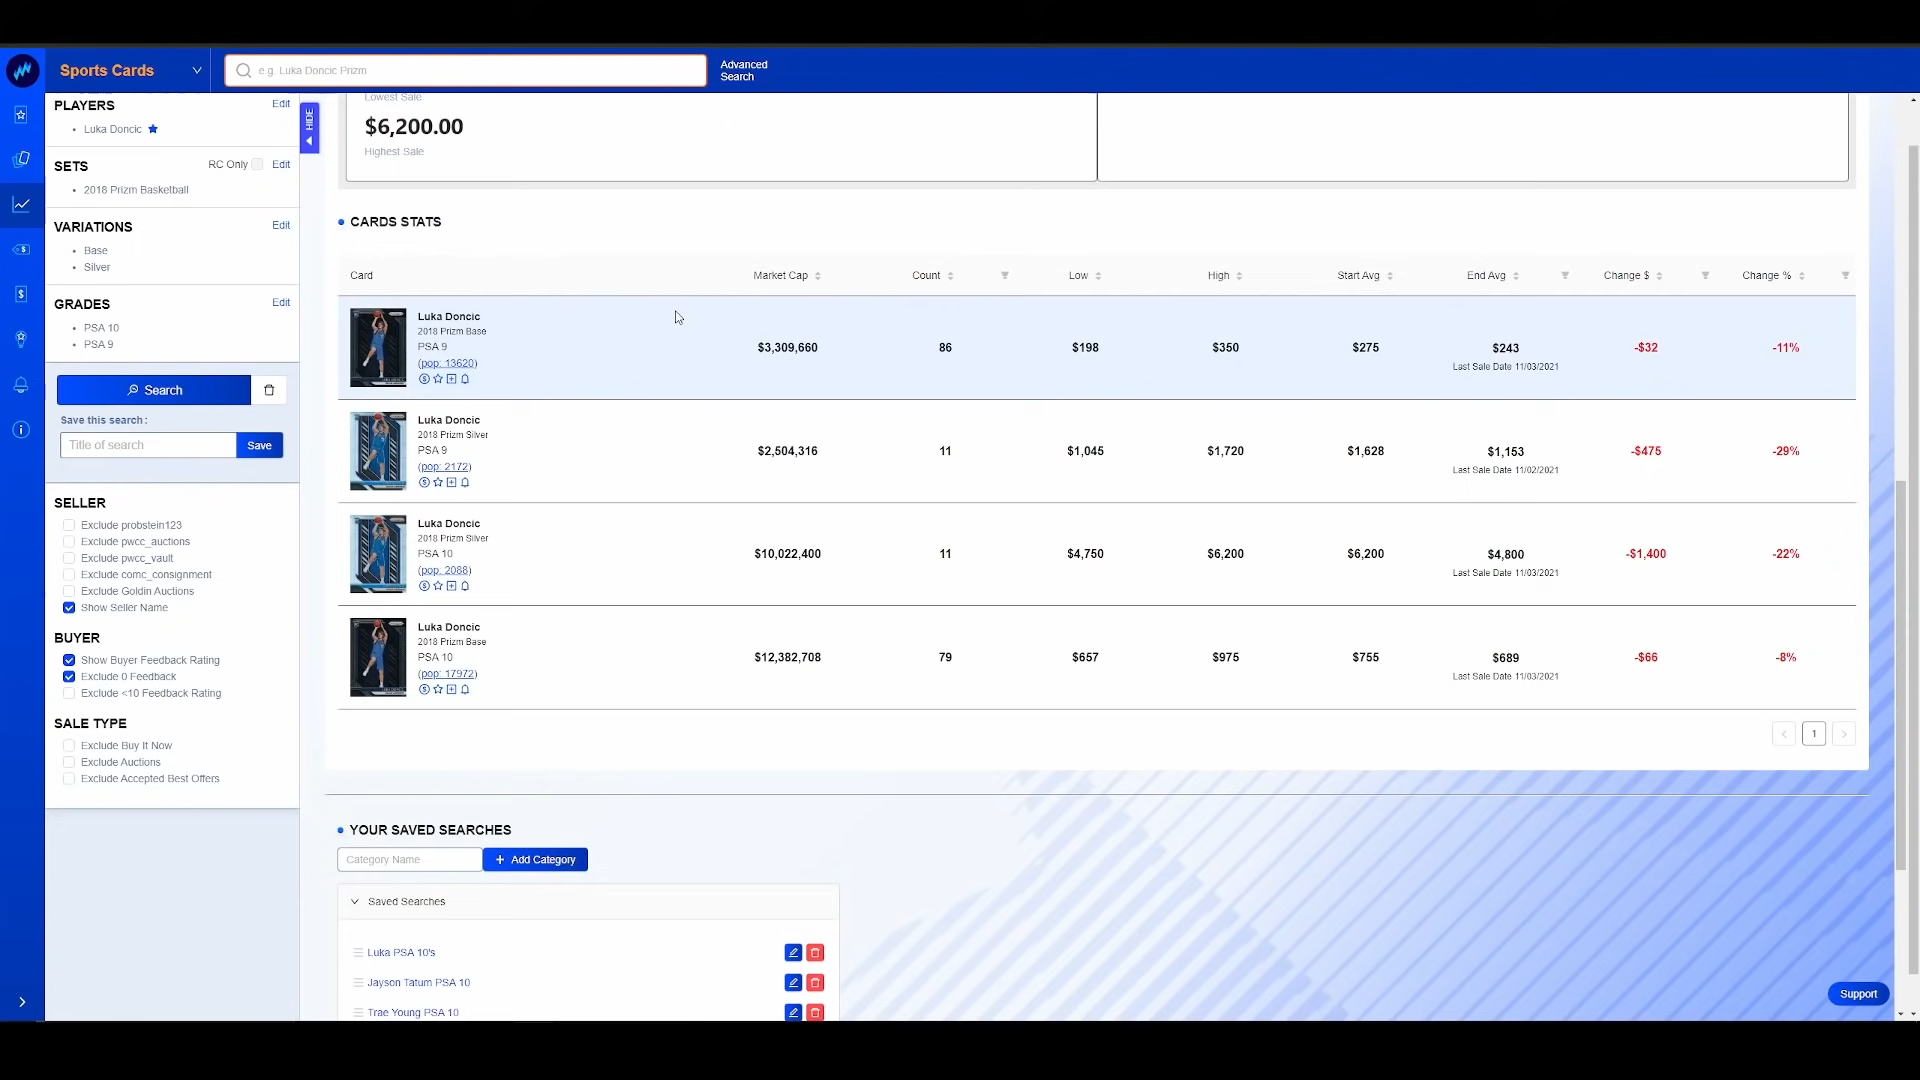 Sports Cards
e.g. Luka Doncic Prizm
Advanced
Search
PLAYERS
Edit
Luka Doncic
SETS
RC Only
Edit
2018 Prizm Basketball
VARIATIONS
Edit
Base
Silver
GRADES
Edit
PSA 10
PSA 9
Search
Save this search :
Title of search
Save
SELLER
Exclude probstein123
Exclude pwcc_auctions
Exclude pwcc_vault
Exclude comc_consignment
Exclude Goldin Auctions
Show Seller Name
BUYER
Show Buyer Feedback Rating
Exclude 0 Feedback
Exclude <10 Feedback Rating
SALE TYPE
Exclude Buy It Now
Exclude Auctions
Exclude Accepted Best Offers
HIDE
Lowest Sale
$6,200.00
Highest Sale
CARDS STATS
Card Market Cap Count Low High Start Avg End Avg Change $ Change %
Luka Doncic
2018 Prizm Base
PSA 9
(pop: 13620)
$3,309,660 86 $198 $350 $275 $243 -$32 -11%
Last Sale Date 11/03/2021
Luka Doncic
2018 Prizm Silver
PSA 9
(pop: 2172)
$2,504,316 11 $1,045 $1,720 $1,628 $1,153 -$475 -29%
Last Sale Date 11/02/2021
Luka Doncic
2018 Prizm Silver
PSA 10
(pop: 2088)
$10,022,400 11 $4,750 $6,200 $6,200 $4,800 -$1,400 -22%
Last Sale Date 11/03/2021
Luka Doncic
2018 Prizm Base
PSA 10
(pop: 17972)
$12,382,708 79 $657 $975 $755 $689 -$66 -8%
Last Sale Date 11/03/2021
1
YOUR SAVED SEARCHES
Category Name
+ Add Category
Saved Searches
Luka PSA 10's
Jayson Tatum PSA 10
Trae Young PSA 10
Support